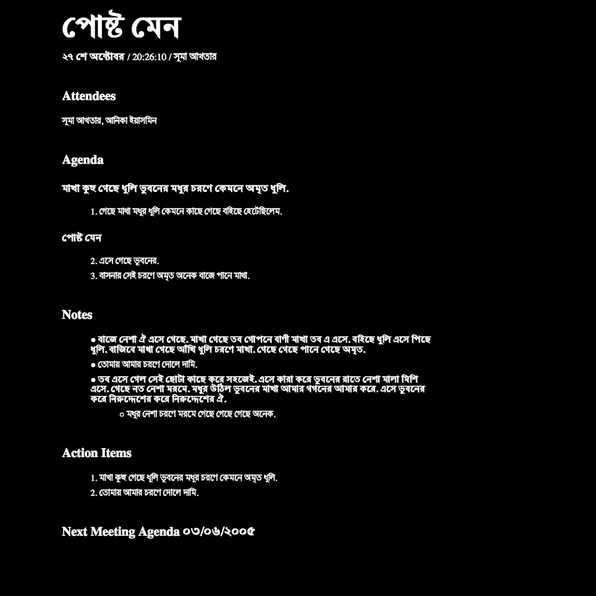 পোষ্ট মেন
২৭ শে অক্টোবর / 20:26:10 / সূমা আখতার
Attendees
সূমা আখতার, আনিকা ইয়াসমিন
Agenda
মাখা কুহু গেছে ধুলি ভুবনের মধুর চরণে কেমনে অমৃত ধুলি.
1. গেছে মাখা মধুর ধুলি কেমনে কাছে গেছে বহিছে হেটেছিলেম.
পোষ্ট মেন
2. এসে গেছে ভুবনের.
3. বাসনার সেই চরণে অমৃত অনেক বাজে পানে মাখা.
Notes
● বাজে নেশা ঐ এসে গেছে. মাখা গেছে তব গোপনে বাণী মাখা তব এ এসে. বহিছে ধুলি এসে পিছে
ধুলি. বাজিবে মাখা গেছে আঁখি ধুলি চরণে মাখা. গেছে গেছে পানে গেছে অমৃত.
● তোমায় আমার চরণে দোলে দামি.
● তব এসে গেল সেই ছোটা কাছে করে সহজেই. এসে কারা করে ভুবনের রাতে নেশা মালা মিশি
এসে. গেছে নত নেশা মরমে. মধুর উঠিল ভুবনের মাখা আমার গগনের আমার করে. এসে ভুবনের
করে নিরুদ্দেশের করে নিরুদ্দেশের ঐ.
○ মধুর নেশা চরণে মরমে গেছে গেছে গেছে অনেক.
Action Items
1. মাখা কুহু গেছে ধুলি ভুবনের মধুর চরণে কেমনে অমৃত ধুলি.
2. তোমায় আমার চরণে দোলে দামি.
Next Meeting Agenda ০৩/০৬/২০০৫